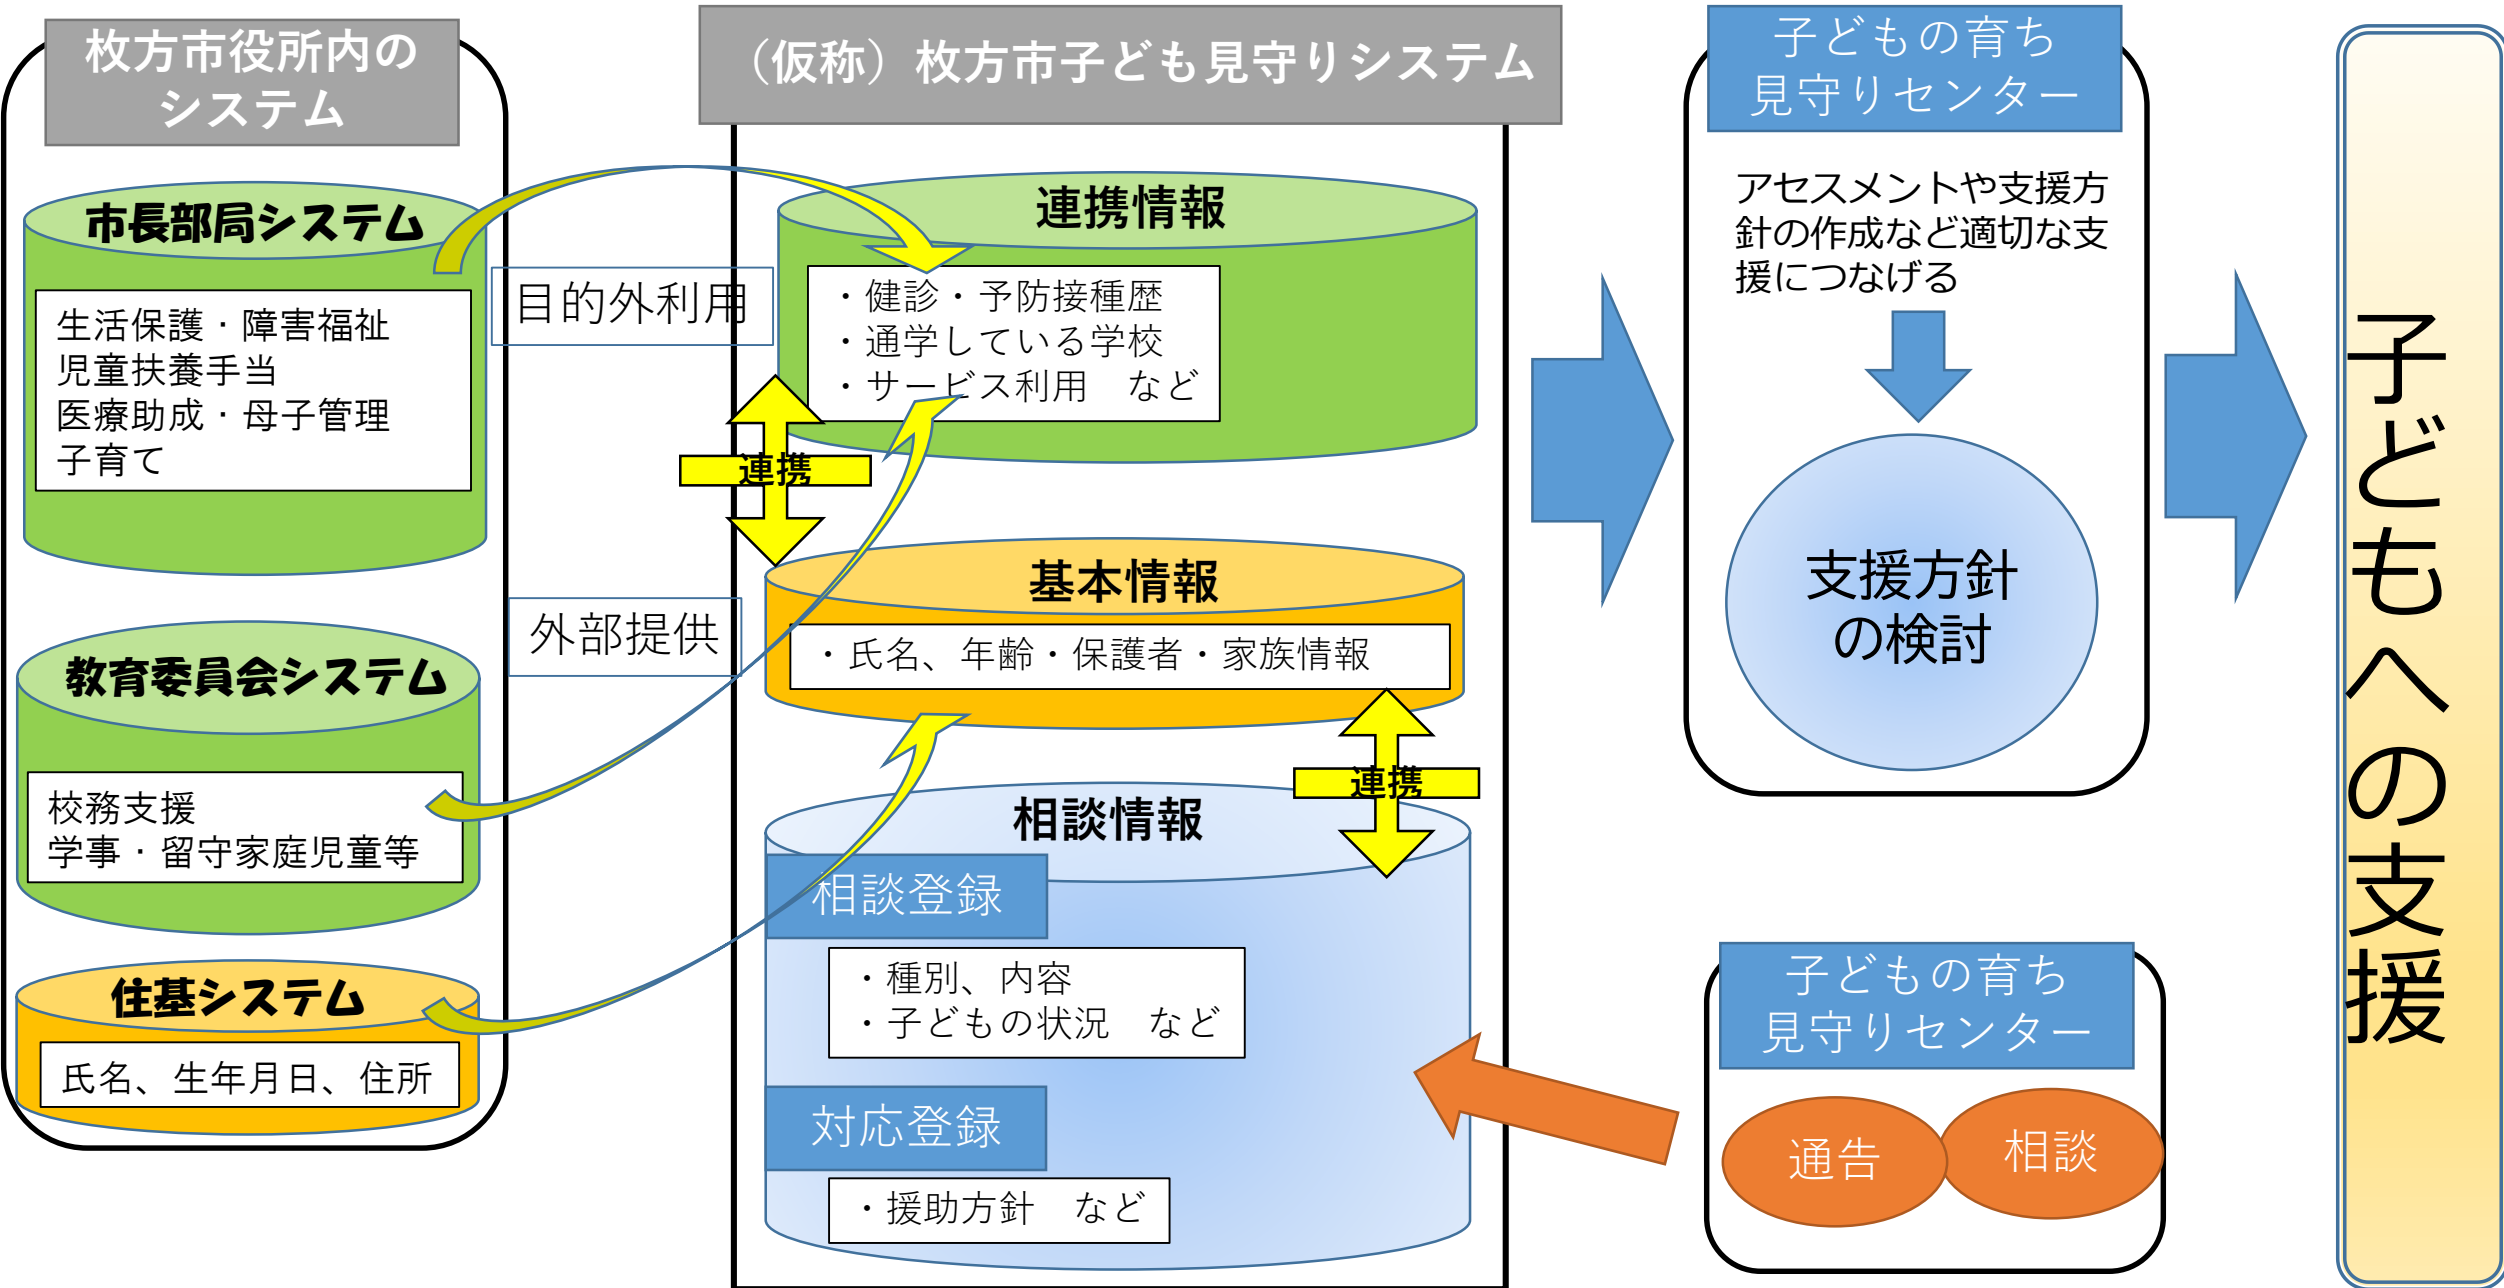 枚方市役所内の
システム
市長部局システム
生活保護・障害福祉
児童扶養手当
医療助成・母子管理
子育て
教育委員会システム
校務支援
学事・留守家庭児童等
住基システム
氏名、生年月日、住所
目的外利用
外部提供
（仮称）枚方市子ども見守りシステム
連携情報
・健診・予防接種歴
・通学している学校
・サービス利用　など
連携
基本情報
・氏名、年齢・保護者・家族情報
連携
相談情報
相談登録
・種別、内容
・子どもの状況　など
対応登録
・援助方針　など
子どもの育ち
見守りセンター
アセスメントや支援方
針の作成など適切な支
援につなげる
支援方針
の検討
子どもの育ち
見守りセンター
通告
相談
子どもへの支援